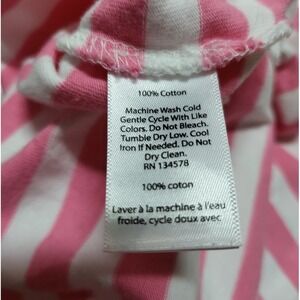 100% Cotton
Machine Wash Cold
Gentle Cycle With Like
Colors. Do Not Bleach.
Tumble Dry Low. Cool
Iron If Needed. Do Not
Dry Clean.
RN 134578
100% coton
Laver à la machine à l'eau
froide, cycle doux avec